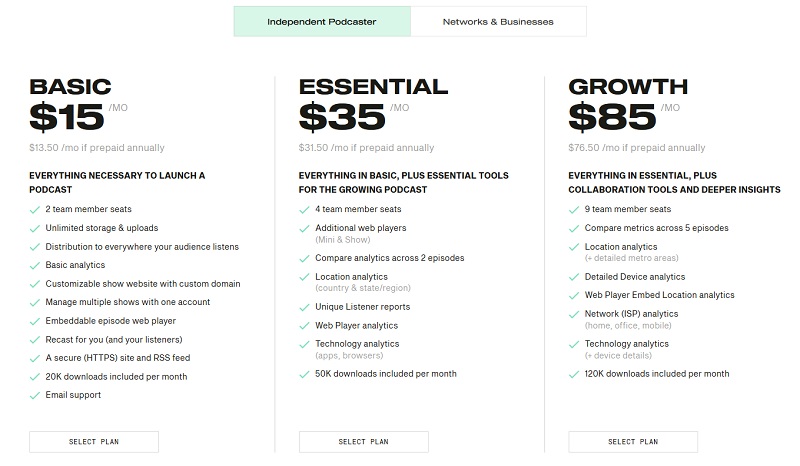 Independent Podcaster
Networks & Businesses
BASIC
$15 /MO
$13.50 /mo if prepaid annually
EVERYTHING NECESSARY TO LAUNCH A
PODCAST
2 team member seats
Unlimited storage & uploads
Distribution to everywhere your audience listens
Basic analytics
Customizable show website with custom domain
Manage multiple shows with one account
Embeddable episode web player
Recast for you (and your listeners)
A secure (HTTPS) site and RSS feed
20K downloads included per month
Email support
SELECT PLAN
ESSENTIAL
$35 /MO
$31.50 /mo if prepaid annually
EVERYTHING IN BASIC, PLUS ESSENTIAL TOOLS
FOR THE GROWING PODCAST
4 team member seats
Additional web players
(Mini & Show)
Compare analytics across 2 episodes
Location analytics
(country & state/region)
Unique Listener reports
Web Player analytics
Technology analytics
(apps, browsers)
50K downloads included per month
SELECT PLAN
GROWTH
$85 /MO
$76.50 /mo if prepaid annually
EVERYTHING IN ESSENTIAL, PLUS
COLLABORATION TOOLS AND DEEPER INSIGHTS
9 team member seats
Compare metrics across 5 episodes
Location analytics
(+ detailed metro areas)
Detailed Device analytics
Web Player Embed Location analytics
Network (ISP) analytics
(home, office, mobile)
Technology analytics
(+ device details)
120K downloads included per month
SELECT PLAN